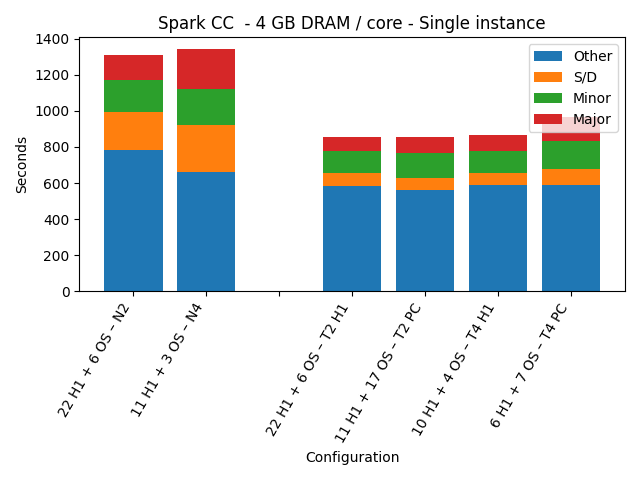 Spark CC  - 4 GB DRAM / core - Single instance
Seconds
1400
1200
1000
800
600
400
200
0
Other
S/D
Minor
Major
22 H1 + 6 OS – N2
11 H1 + 3 OS – N4
22 H1 + 6 OS – T2 H1
11 H1 + 17 OS – T2 PC
10 H1 + 4 OS – T4 H1
6 H1 + 7 OS – T4 PC
Configuration